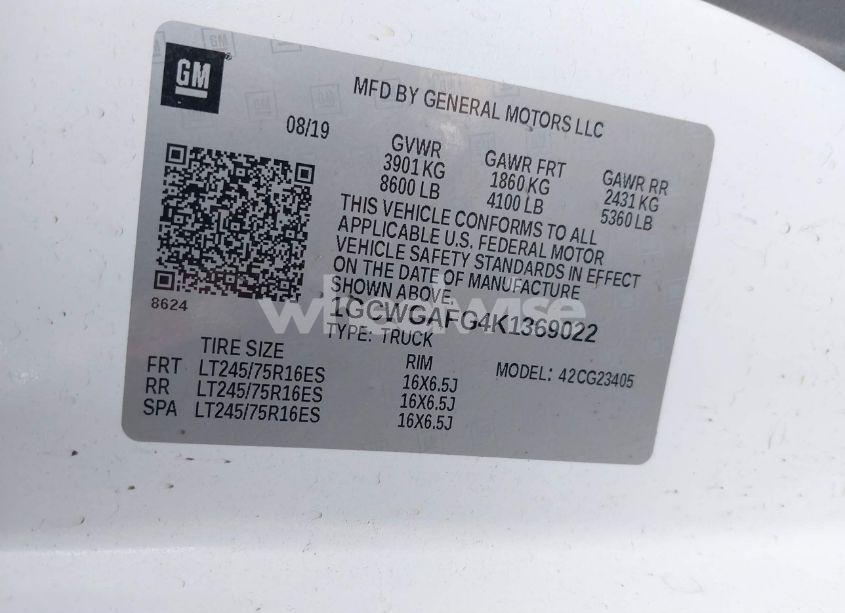 GM®
MFD BY GENERAL MOTORS LLC
08/19
GVWR GAWR FRT GAWR RR
3901 KG 1860 KG 2431 KG
8600 LB 4100 LB 5360 LB
THIS VEHICLE CONFORMS TO ALL
APPLICABLE U.S. FEDERAL MOTOR
VEHICLE SAFETY STANDARDS IN EFFECT
ON THE DATE OF MANUFACTURE
SHOWN ABOVE.
8624
1GCWGAFG4K1369022
TYPE: TRUCK
MODEL: 42CG23405
TIRE SIZE RIM
FRT LT245/75R16ES 16X6.5J
RR LT245/75R16ES 16X6.5J
SPA LT245/75R16ES 16X6.5J